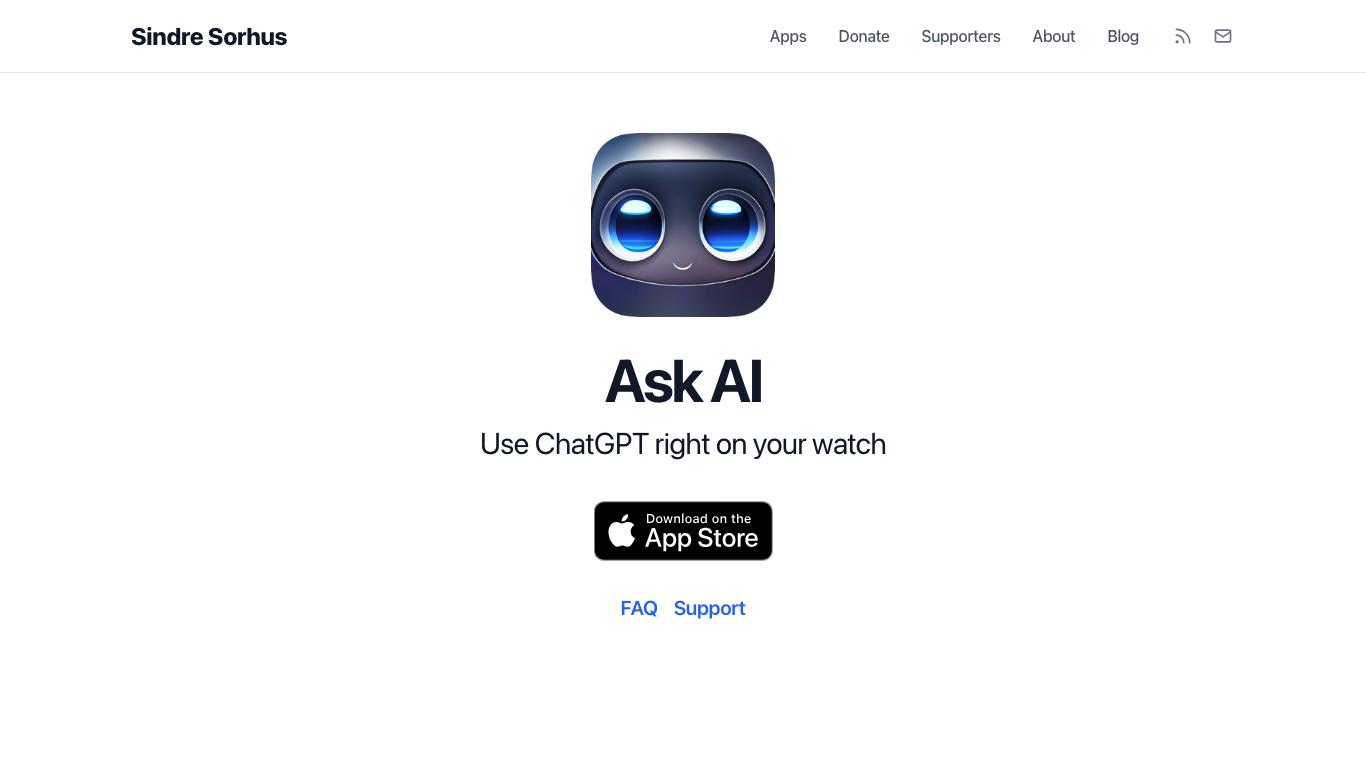 Sindre Sorhus
Apps Donate Supporters About Blog
Ask AI
Use ChatGPT right on your watch
Download on the
App Store
FAQ Support